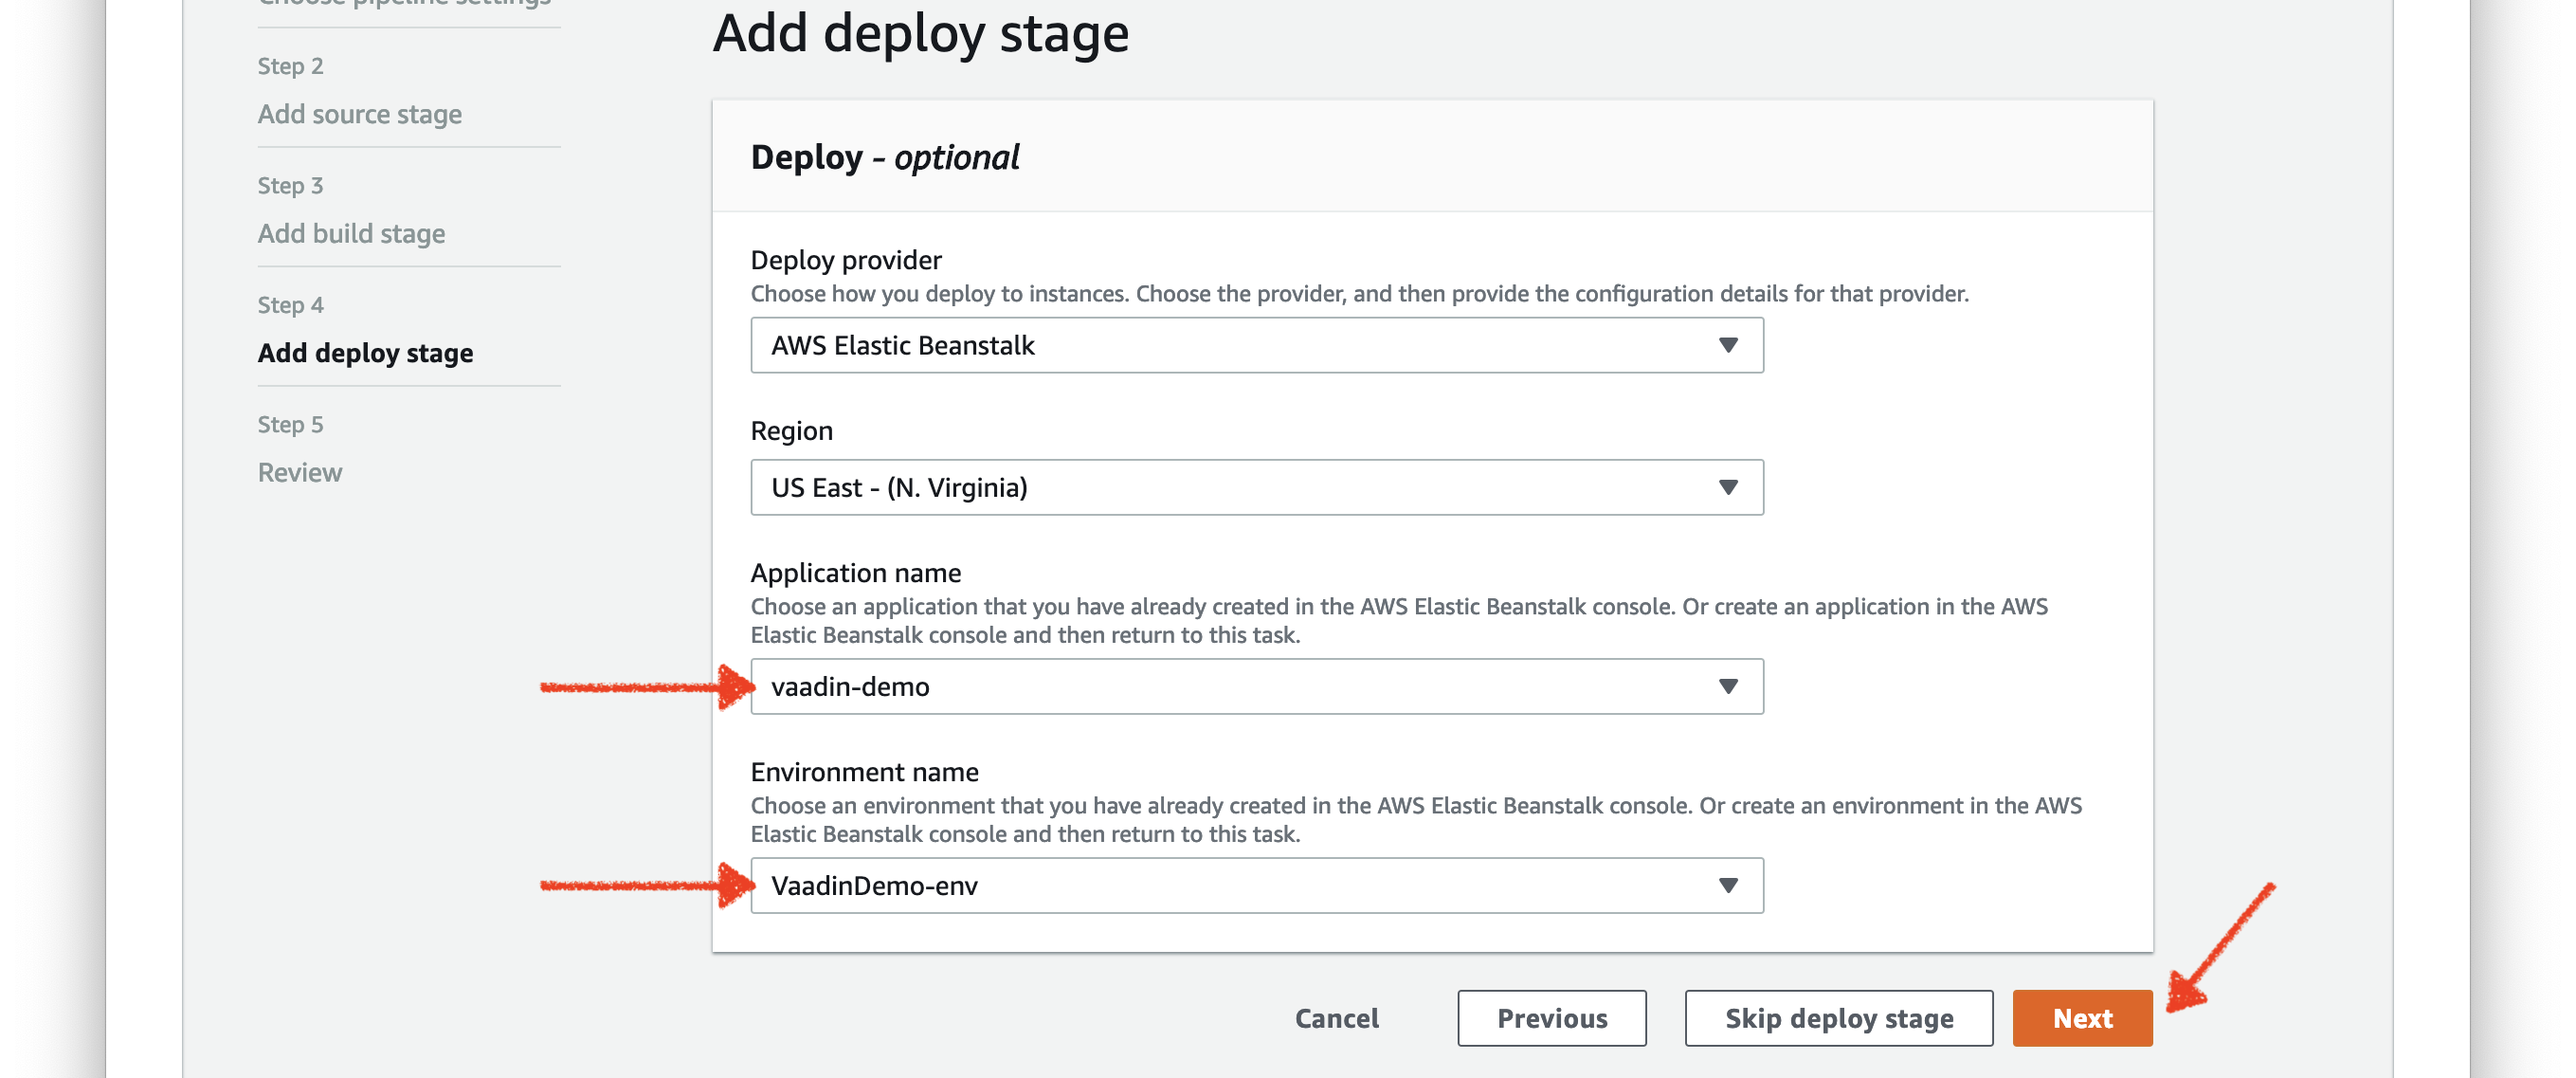 Choose pipeline settings
Step 2
Add source stage
Step 3
Add build stage
Step 4
Add deploy stage
Step 5
Review
Add deploy stage
Deploy - optional
Deploy provider
Choose how you deploy to instances. Choose the provider, and then provide the configuration details for that provider.
AWS Elastic Beanstalk
Region
US East - (N. Virginia)
Application name
Choose an application that you have already created in the AWS Elastic Beanstalk console. Or create an application in the AWS
Elastic Beanstalk console and then return to this task.
vaadin-demo
Environment name
Choose an environment that you have already created in the AWS Elastic Beanstalk console. Or create an environment in the AWS
Elastic Beanstalk console and then return to this task.
VaadinDemo-env
Cancel
Previous
Skip deploy stage
Next